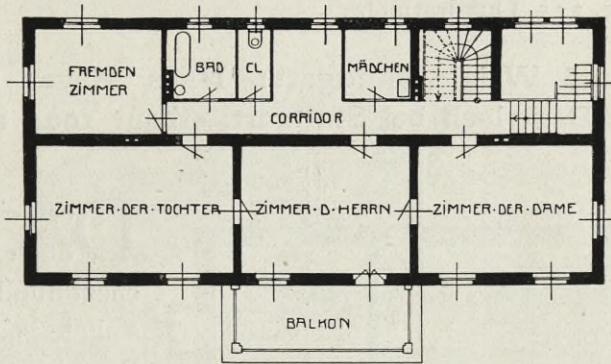 FREMDEN
ZIMMER
BAD
CL.
MÄDCHEN
CORRIDOR
ZIMMER·DER·TOCHTER
ZIMMER·D·HERRN
ZIMMER·DER·DAME
BALKON